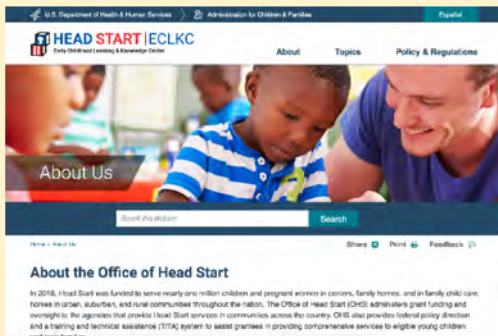 U.S. Department of Health & Human Services Administration for Children & Families Español
HEAD START | ECLKC
Early Childhood Learning & Knowledge Center
About Topics Policy & Regulations
About Us
Search this Website Search
Home » About Us Share Print Feedback
About the Office of Head Start
In 2016, Head Start was funded to serve nearly one million children and pregnant women in centers, family homes, and in family child care
homes in urban, suburban, and rural communities throughout the nation. The Office of Head Start (OHS) administers grant funding and
oversight to the agencies that provide Head Start services in communities across the country. OHS also provides federal policy direction
and a training and technical assistance (T/TA) system to assist grantees in providing comprehensive services to eligible young children
and their families.